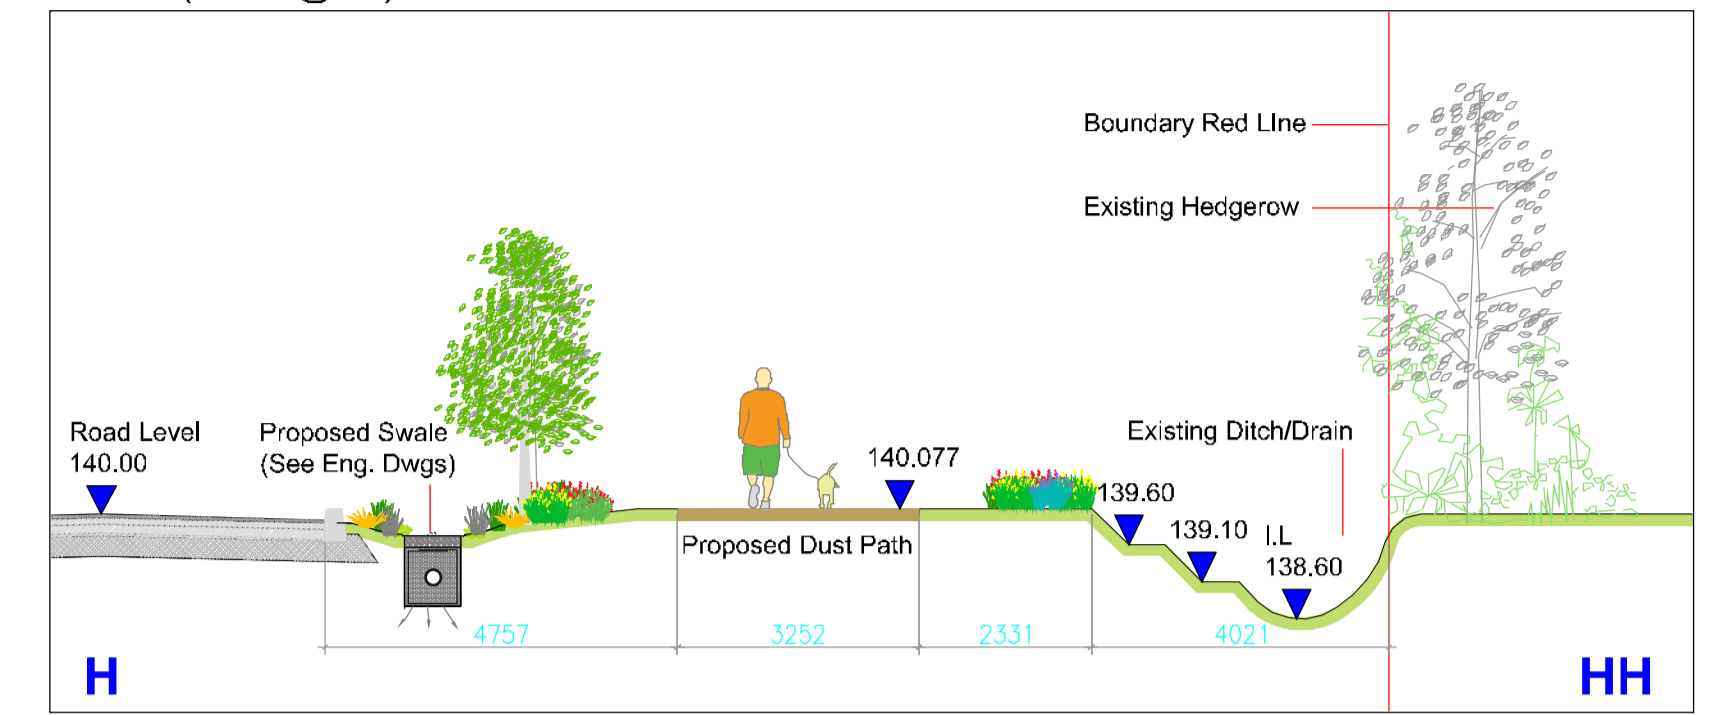 Boundary Red LIne
Existing Hedgerow
Road Level
140.00
Proposed Swale
(See Eng. Dwgs)
140.077
Existing Ditch/Drain
139.60
139.10
I.L
138.60
Proposed Dust Path
4757
3252
2331
4021
H
HH